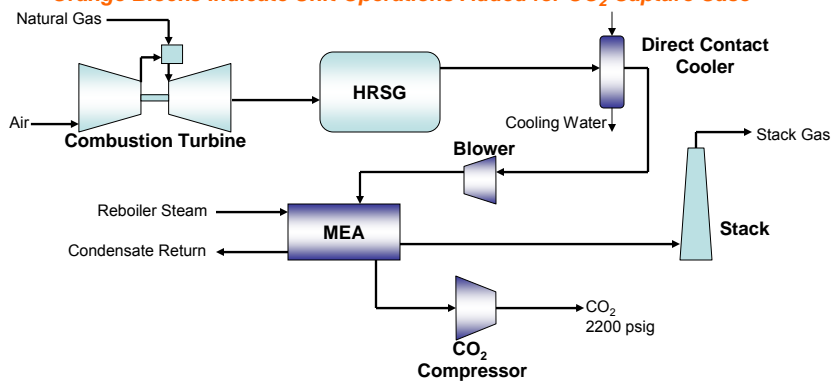 Orange Blocks Indicate Unit Operations Added for CO₂ Capture Case
Natural Gas
Direct Contact
Cooler
HRSG
Air
Combustion Turbine
Cooling Water
Blower
Stack Gas
Reboiler Steam
MEA
Stack
Condensate Return
CO₂
2200 psig
CO₂
Compressor